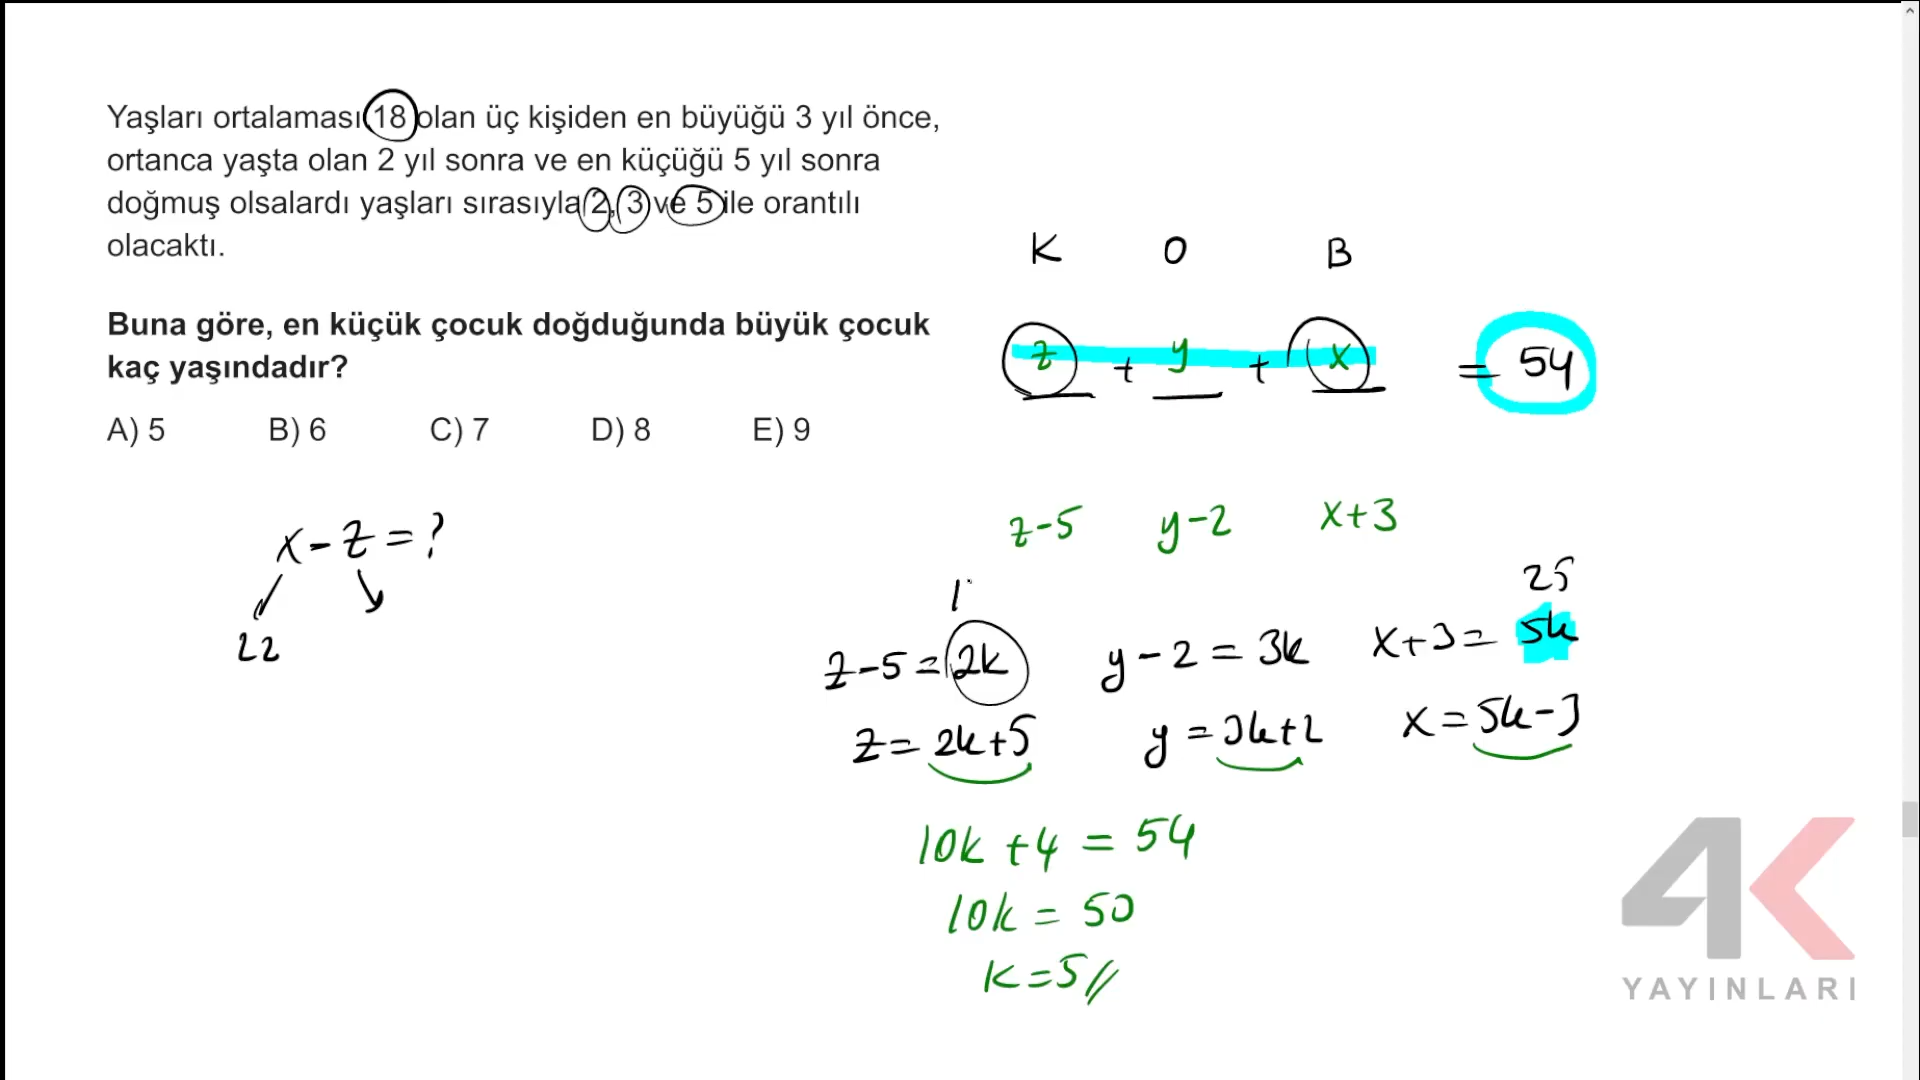 Yaşları ortalaması 18 olan üç kişiden en büyüğü 3 yıl önce,
ortanca yaşta olan 2 yıl sonra ve en küçüğü 5 yıl sonra
doğmuş olsalardı yaşları sırasıyla 2, 3 ve 5 ile orantılı
olacaktı.
Buna göre, en küçük çocuk doğduğunda büyük çocuk
kaç yaşındadır?
A) 5 B) 6 C) 7 D) 8 E) 9
x-z=?
22
K O B
z + y + x = 54
z-5 y-2 x+3
1 25
z-5=2k y-2=3k x+3=5k
z=2k+5 y=3k+2 x=5k-3
10k+4=54
10k=50
k=5//
4K
YAYINLARI